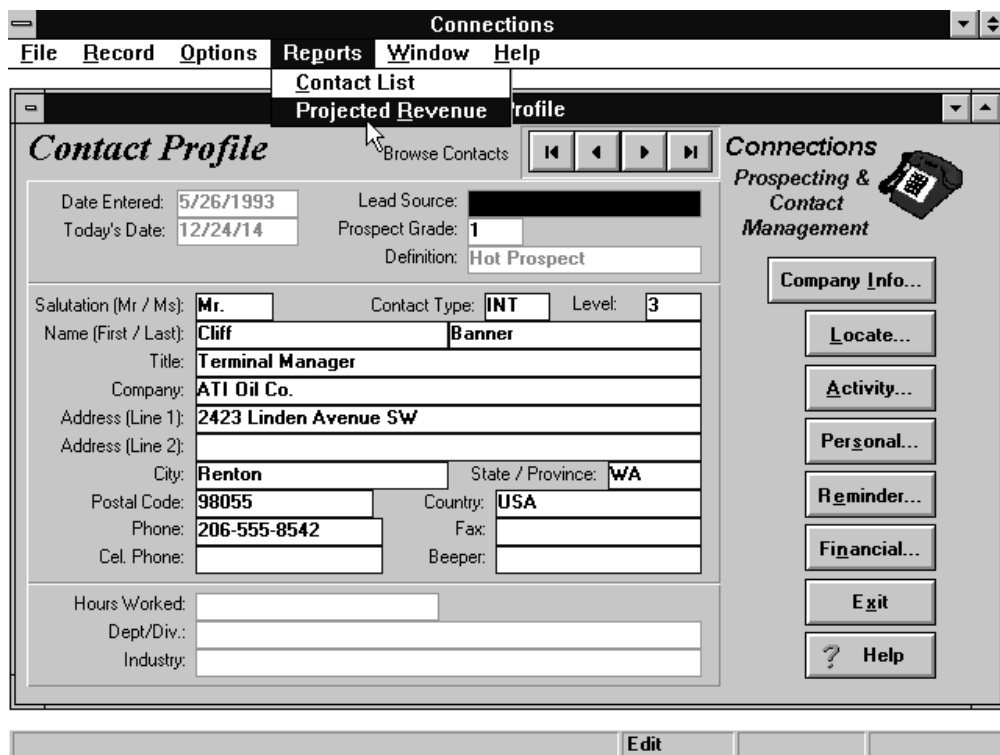 Connections
File Record Options Reports Window Help
Contact List
Projected Revenue
Profile
Contact Profile
Browse Contacts
Connections
Prospecting &
Contact
Management
Date Entered: 5/26/1993
Lead Source:
Today's Date: 12/24/14
Prospect Grade: 1
Definition: Hot Prospect
Salutation (Mr / Ms): Mr. Contact Type: INT Level: 3
Name (First / Last): Cliff Banner
Title: Terminal Manager
Company: ATI Oil Co.
Address (Line 1): 2423 Linden Avenue SW
Address (Line 2):
City: Renton State / Province: WA
Postal Code: 98055 Country: USA
Phone: 206-555-8542 Fax:
Cel. Phone: Beeper:
Hours Worked:
Dept/Div.:
Industry:
Company Info...
Locate...
Activity...
Personal...
Reminder...
Financial...
Exit
? Help
Edit